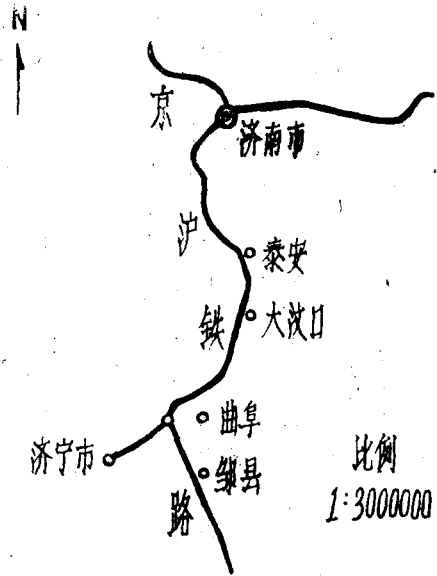 N
京
济南市
沪
泰安
铁
大汶口
曲阜
济宁市
邹县
路
比例
1:3000000